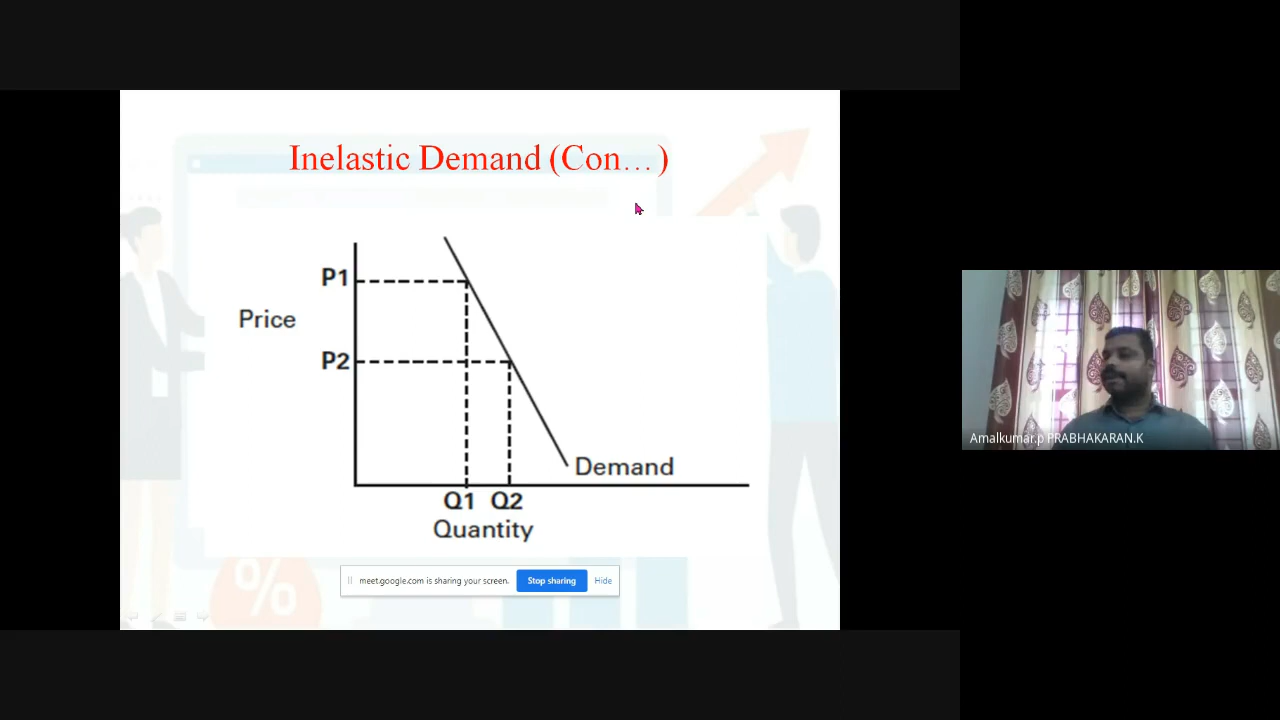 Inelastic Demand (Con…)
P1
Price
P2
Demand
Q1 Q2
Quantity
%
meet.google.com is sharing your screen. Stop sharing Hide
Amalkumar.p PRABHAKARAN.K